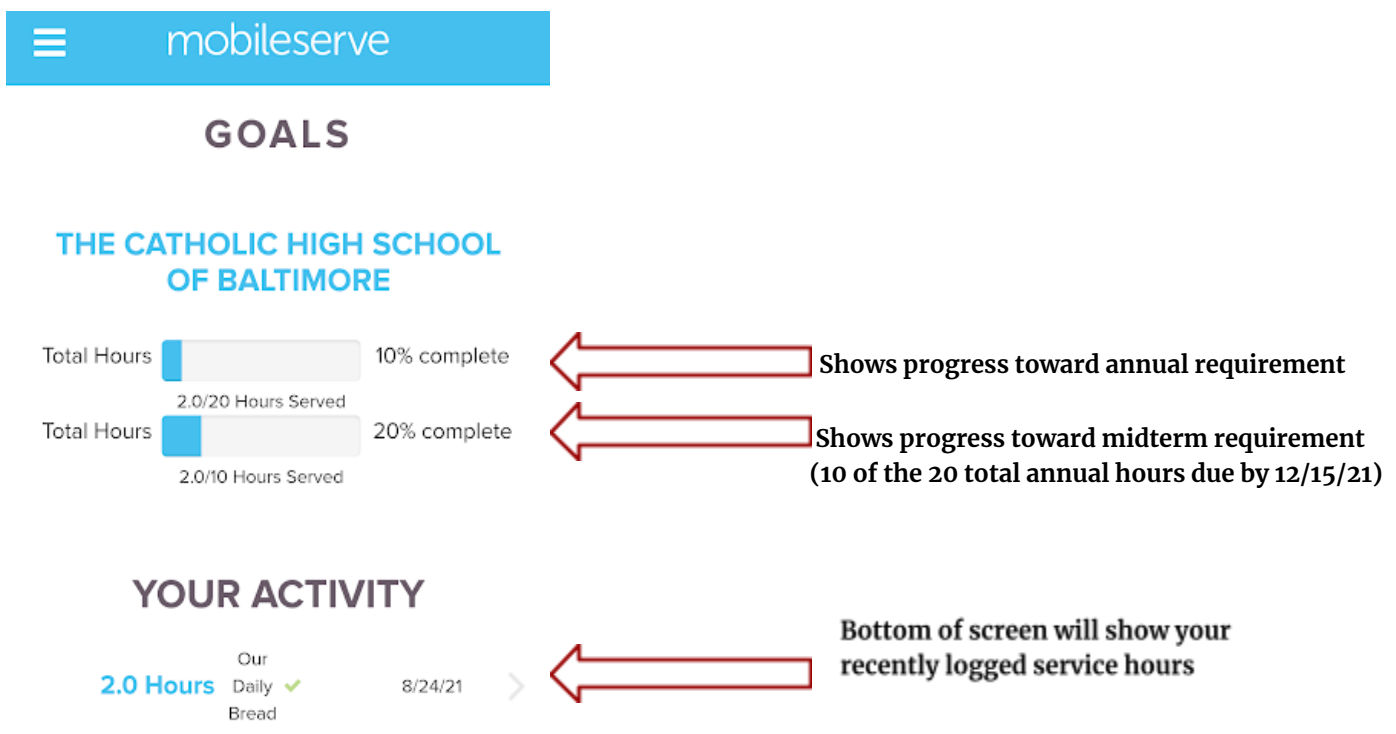 mobileserve
GOALS
THE CATHOLIC HIGH SCHOOL
OF BALTIMORE
Total Hours 10% complete
2.0/20 Hours Served
Shows progress toward annual requirement
Total Hours 20% complete
2.0/10 Hours Served
Shows progress toward midterm requirement
(10 of the 20 total annual hours due by 12/15/21)
YOUR ACTIVITY
Our
2.0 Hours Daily 8/24/21
Bread
Bottom of screen will show your
recently logged service hours